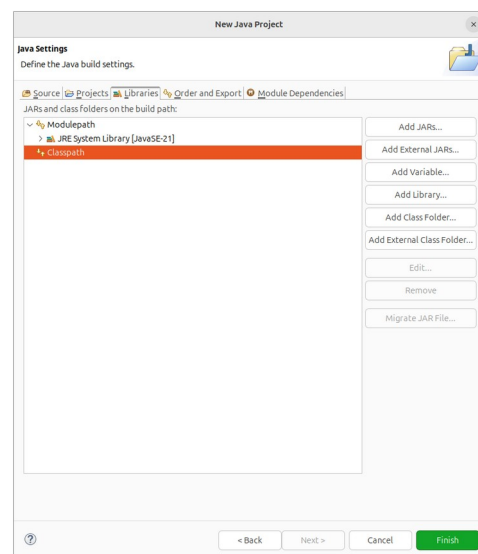 New Java Project
Java Settings
Define the Java build settings.
Source Projects Libraries Order and Export Module Dependencies
JARs and class folders on the build path:
Modulepath
JRE System Library [JavaSE-21]
Classpath
Add JARs...
Add External JARs...
Add Variable...
Add Library...
Add Class Folder...
Add External Class Folder...
Edit...
Remove
Migrate JAR File...
< Back Next > Cancel Finish